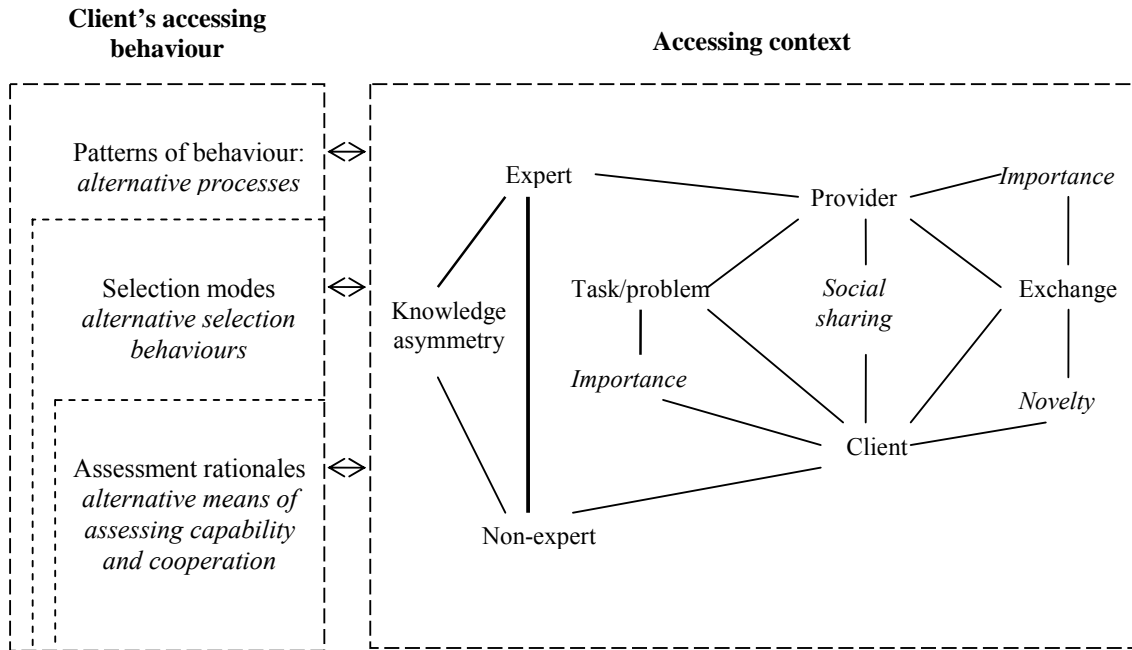 Client's accessing
behaviour
Accessing context
Patterns of behaviour:
alternative processes
Selection modes
alternative selection
behaviours
Assessment rationales
alternative means of
assessing capability
and cooperation
Expert
Provider
Importance
Knowledge
asymmetry
Task/problem
Social
sharing
Exchange
Importance
Novelty
Client
Non-expert